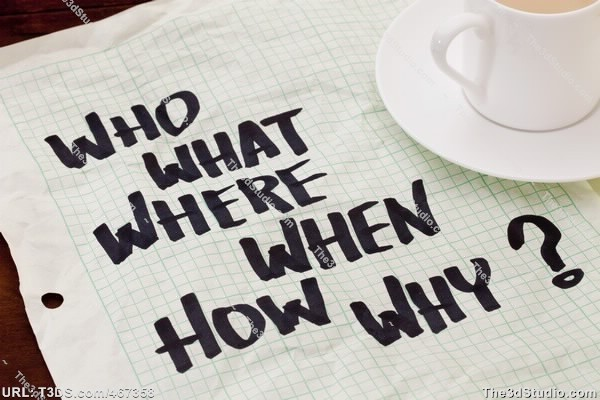 WHO
WHAT
WHERE
WHEN
HOW WHY?
URL: T3DS.com/467358
The3dStudio.com